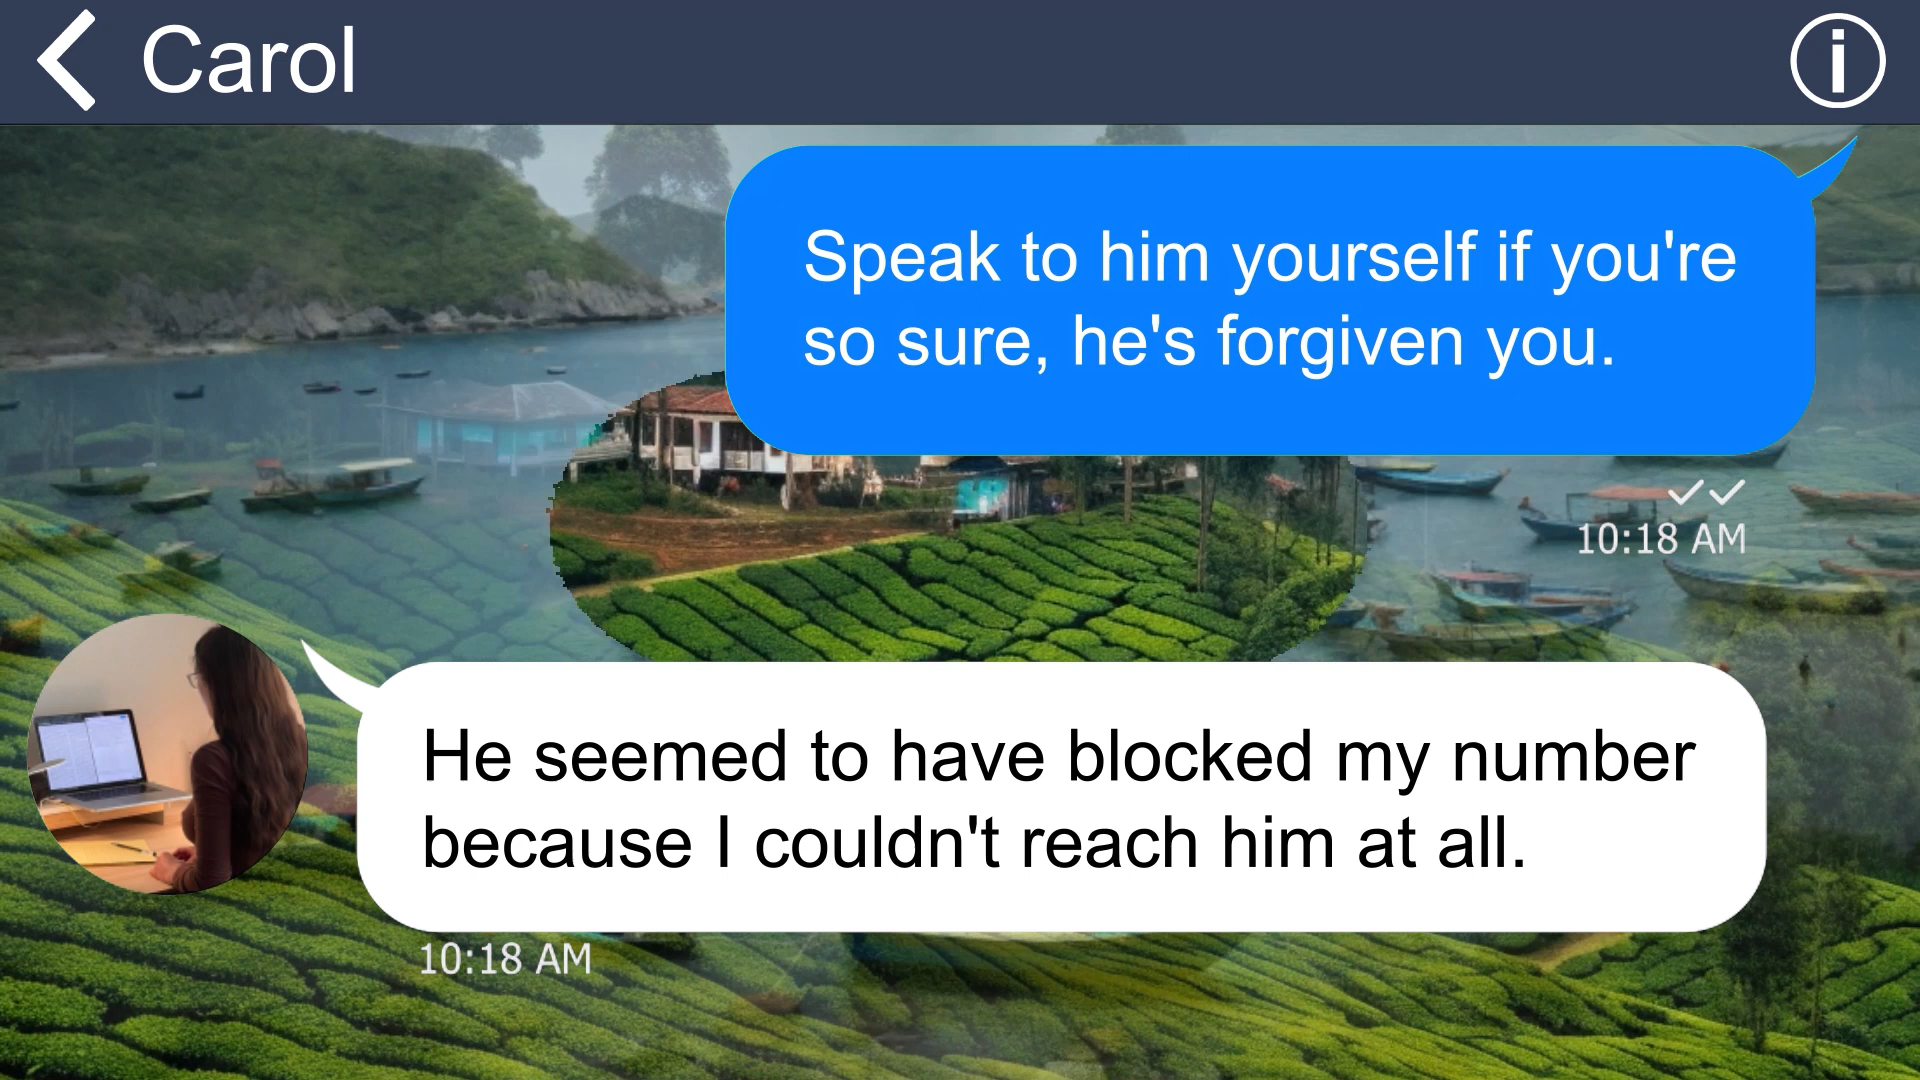 Carol
Speak to him yourself if you're
so sure, he's forgiven you.
10:18 AM
He seemed to have blocked my number
because I couldn't reach him at all.
10:18 AM